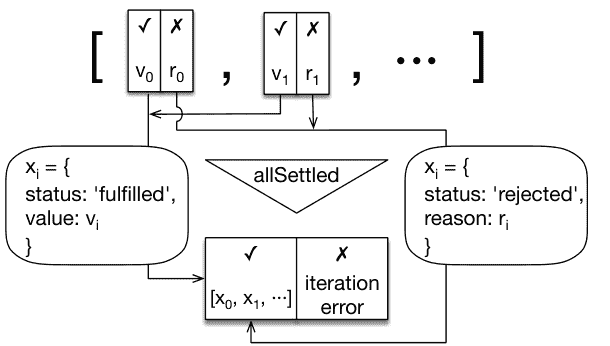 [ ✓ ✗ , ✓ ✗ , ··· ]
v₀ r₀ v₁ r₁
xᵢ = {
status: 'fulfilled',
value: vᵢ
}
allSettled
xᵢ = {
status: 'rejected',
reason: rᵢ
}
✓ ✗
[x₀, x₁, ···]
iteration
error